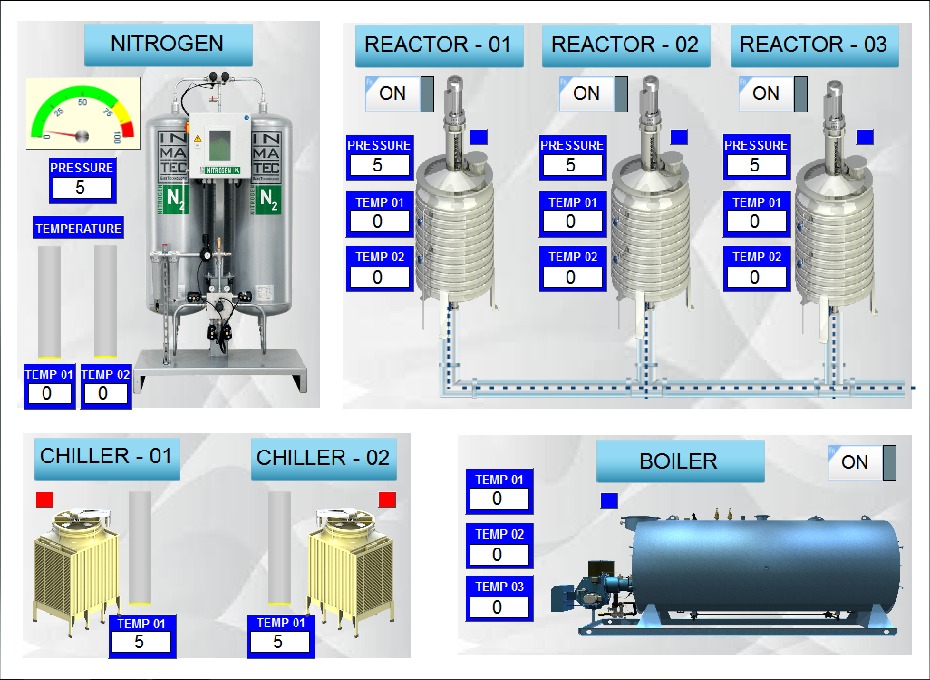 NITROGEN
0
25
50
75
100
PRESSURE
5
TEMPERATURE
TEMP 01
0
TEMP 02
0
IN
MA
TEC
IN
MA
TEC
NITROGEN
N2
N2
REACTOR - 01
ON
PRESSURE
5
TEMP 01
0
TEMP 02
0
REACTOR - 02
ON
PRESSURE
5
TEMP 01
0
TEMP 02
0
REACTOR - 03
ON
PRESSURE
5
TEMP 01
0
TEMP 02
0
CHILLER - 01
TEMP 01
5
CHILLER - 02
TEMP 01
5
BOILER
ON
TEMP 01
0
TEMP 02
0
TEMP 03
0